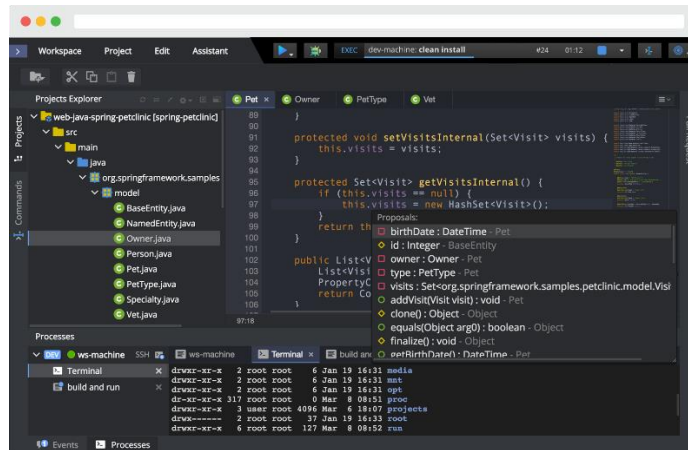 Workspace Project Edit Assistant EXEC dev-machine: clean install #24 01:12
Projects Explorer
Pet × Owner PetType Vet
Projects
Commands
web-java-spring-petclinic [spring-petclinic]
src
main
java
org.springframework.samples
model
BaseEntity.java
NamedEntity.java
Owner.java
Person.java
Pet.java
PetType.java
Specialty.java
Vet.java
89 }
90
91 protected void setVisitsInternal(Set<Visit> visits) {
92 this.visits = visits;
93 }
94
95 protected Set<Visit> getVisitsInternal() {
96 if (this.visits == null) {
97 this.visits = new HashSet<Visit>();
98 }
99 return th
100 }
101
102 public List<V
103 List<Visi
104 PropertyC
105 return Co
106 }
97:18
Proposals:
birthDate : DateTime - Pet
id : Integer - BaseEntity
owner : Owner - Pet
type : PetType - Pet
visits : Set<org.springframework.samples.petclinic.model.Visi
addVisit(Visit visit) : void - Pet
clone() : Object - Object
equals(Object arg0) : boolean - Object
finalize() : void - Object
getBirthDate() : DateTime - Pet
Processes
DEV ws-machine SSH
Terminal ×
build and run ×
ws-machine Terminal × build an
drwxr-xr-x 2 root root 6 Jan 19 16:31 media
drwxr-xr-x 2 root root 6 Jan 19 16:31 mnt
drwxr-xr-x 2 root root 6 Jan 19 16:31 opt
dr-xr-xr-x 317 root root 0 Mar 8 08:51 proc
drwxr-xr-x 3 user root 4096 Mar 6 18:07 projects
drwx------ 2 root root 37 Jan 19 16:33 root
drwxr-xr-x 6 root root 127 Mar 8 08:52 run
Events Processes